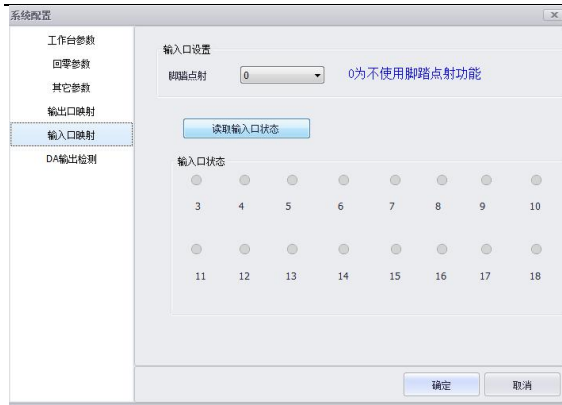 系统配置
工作台参数
回零参数
其它参数
输出口映射
输入口映射
DA输出检测
输入口设置
脚踏点射 0 0为不使用脚踏点射功能
读取输入口状态
输入口状态
3 4 5 6 7 8 9 10
11 12 13 14 15 16 17 18
确定 取消